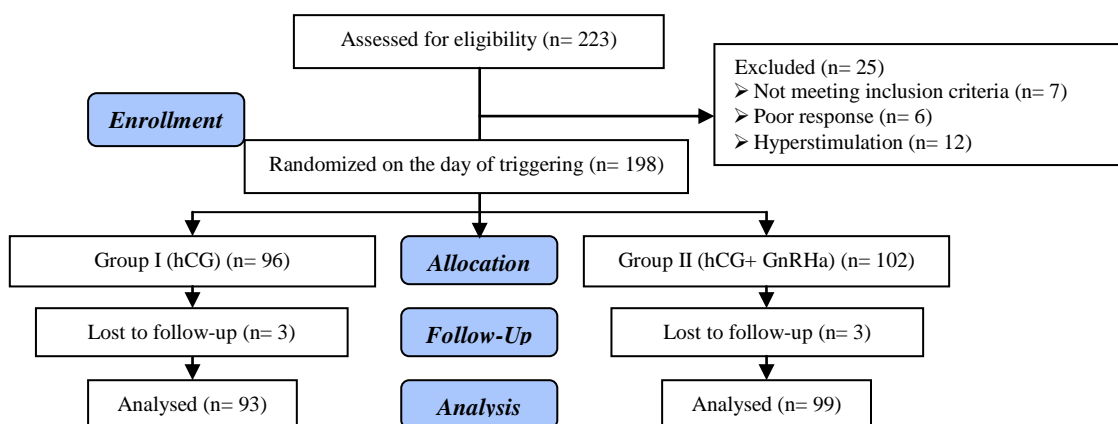 Assessed for eligibility (n= 223)
Excluded (n= 25)
➢ Not meeting inclusion criteria (n= 7)
➢ Poor response (n= 6)
➢ Hyperstimulation (n= 12)
Enrollment
Randomized on the day of triggering (n= 198)
Group I (hCG) (n= 96)
Allocation
Group II (hCG+ GnRHa) (n= 102)
Lost to follow-up (n= 3)
Follow-Up
Lost to follow-up (n= 3)
Analysed (n= 93)
Analysis
Analysed (n= 99)